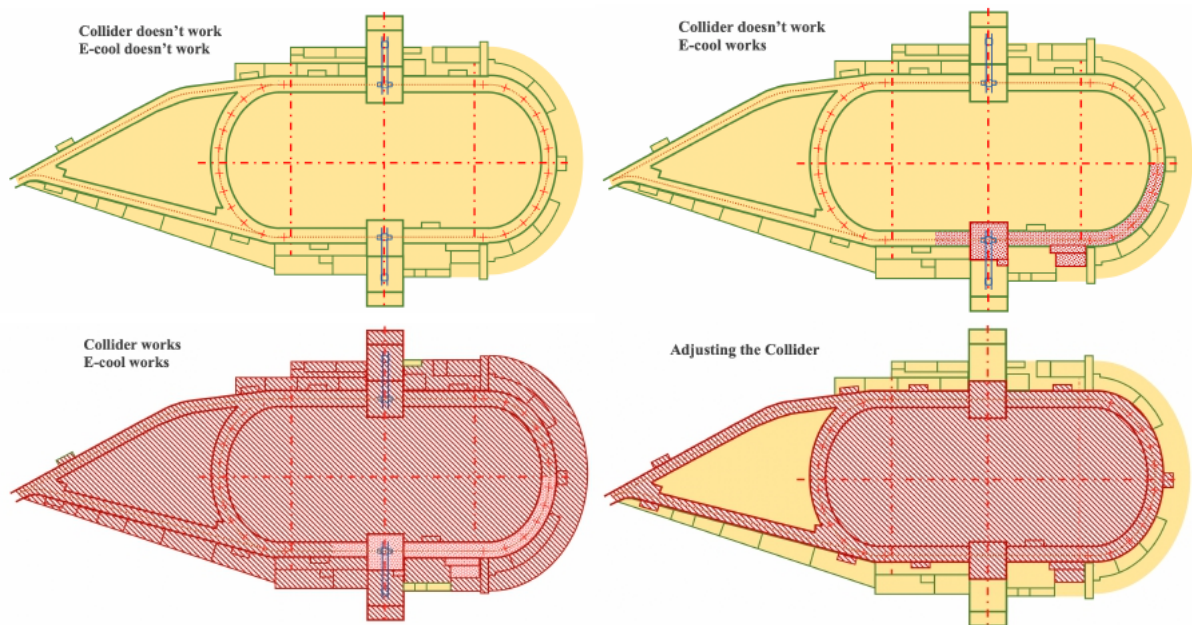 Collider doesn't work
E-cool doesn't work
Collider doesn't work
E-cool works
Collider works
E-cool works
Adjusting the Collider